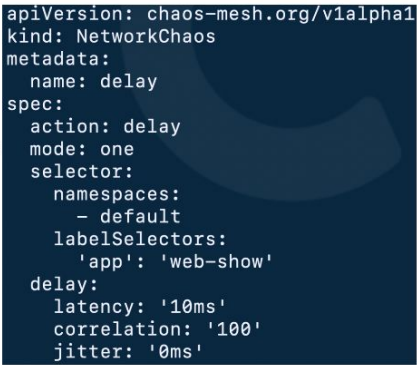 apiVersion: chaos-mesh.org/v1alpha1
kind: NetworkChaos
metadata:
  name: delay
spec:
  action: delay
  mode: one
  selector:
    namespaces:
      - default
    labelSelectors:
      'app': 'web-show'
  delay:
    latency: '10ms'
    correlation: '100'
    jitter: '0ms'